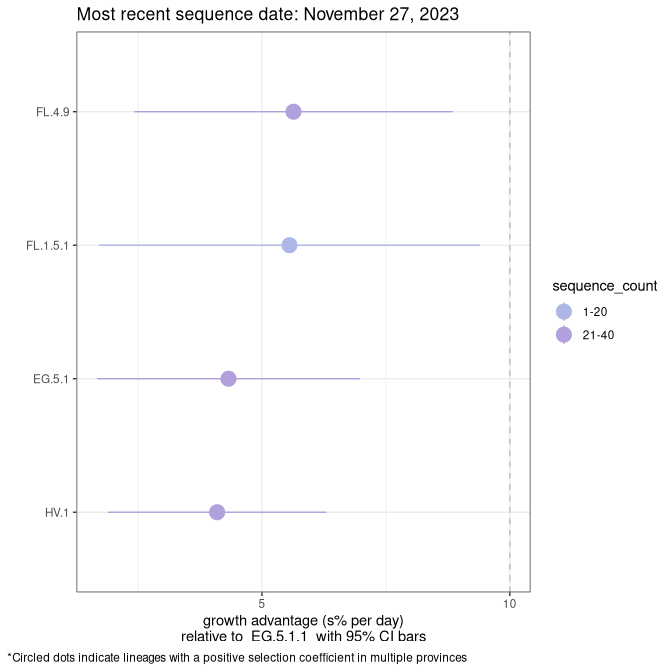 Most recent sequence date: November 27, 2023
FL.4.9
FL.1.5.1
EG.5.1
HV.1
5
10
growth advantage (s% per day)
relative to  EG.5.1.1  with 95% CI bars
sequence_count
1-20
21-40
*Circled dots indicate lineages with a positive selection coefficient in multiple provinces